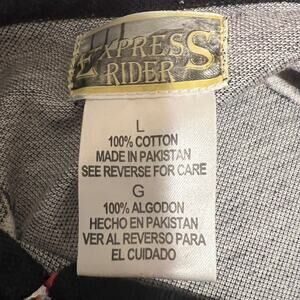 EXPRESS
RIDER
L
100% COTTON
MADE IN PAKISTAN
SEE REVERSE FOR CARE
G
100% ALGODON
HECHO EN PAKISTAN
VER AL REVERSO PARA
EL CUIDADO